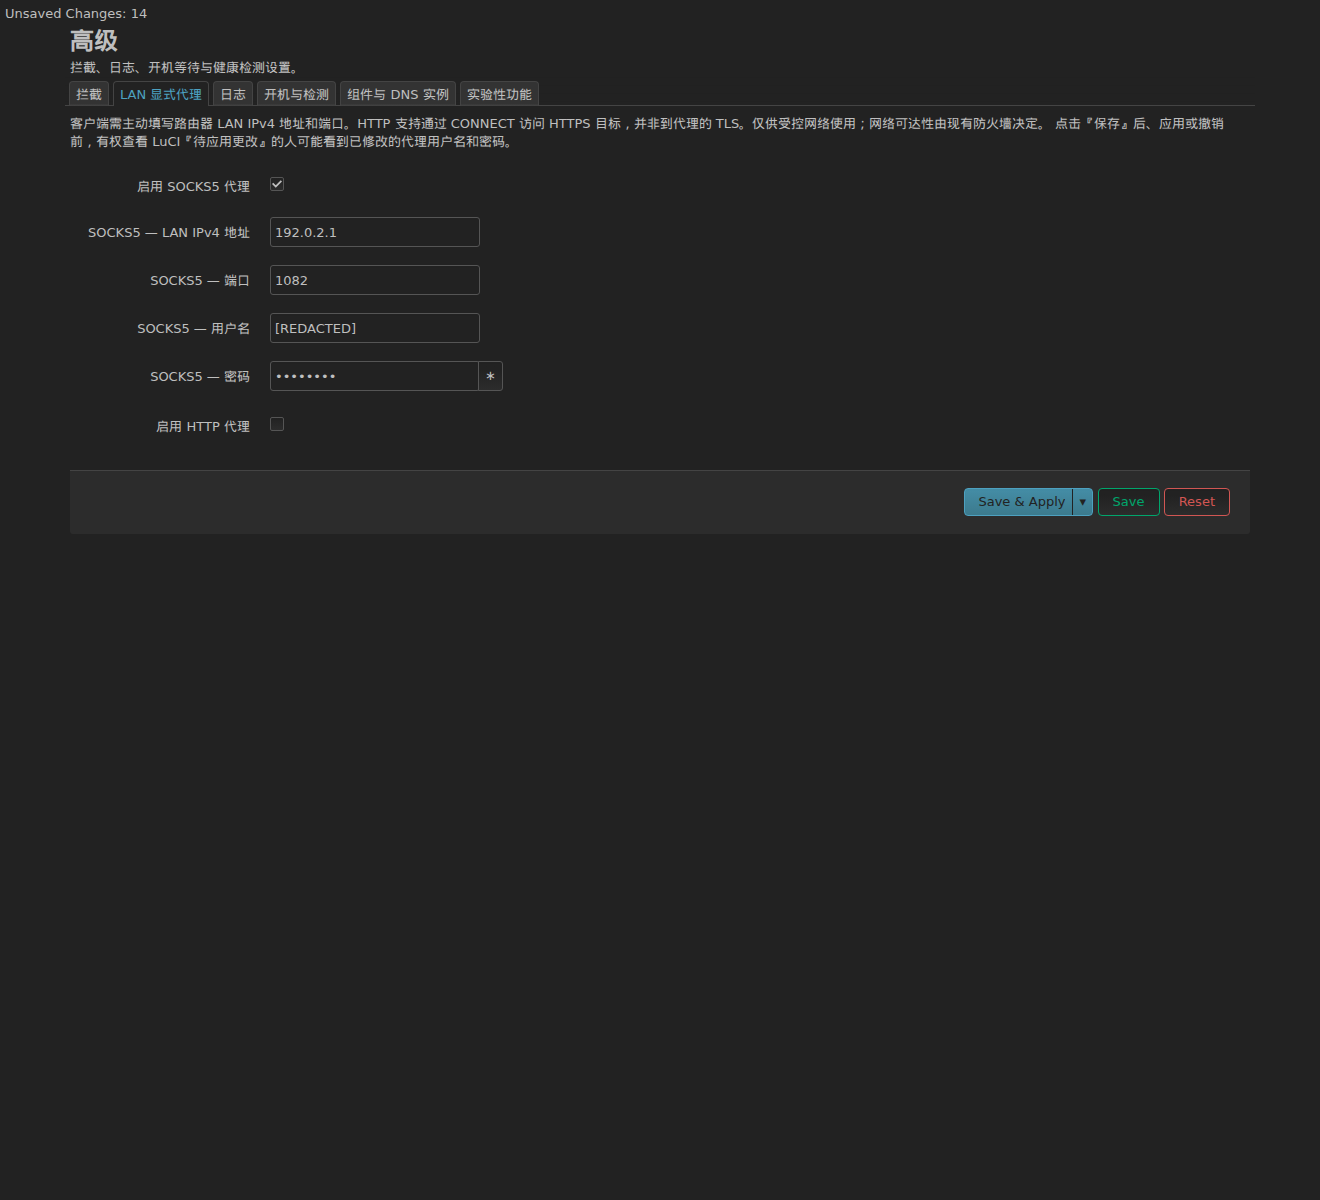 Unsaved Changes: 14
高级
拦截、日志、开机等待与健康检测设置。
拦截
LAN 显式代理
日志
开机与检测
组件与 DNS 实例
实验性功能
客户端需主动填写路由器 LAN IPv4 地址和端口。HTTP 支持通过 CONNECT 访问 HTTPS 目标，并非到代理的 TLS。仅供受控网络使用；网络可达性由现有防火墙决定。 点击『保存』后、应用或撤销
前，有权查看 LuCI『待应用更改』的人可能看到已修改的代理用户名和密码。
启用 SOCKS5 代理
SOCKS5 — LAN IPv4 地址
192.0.2.1
SOCKS5 — 端口
1082
SOCKS5 — 用户名
[REDACTED]
SOCKS5 — 密码
••••••••
∗
启用 HTTP 代理
Save & Apply
▾
Save
Reset